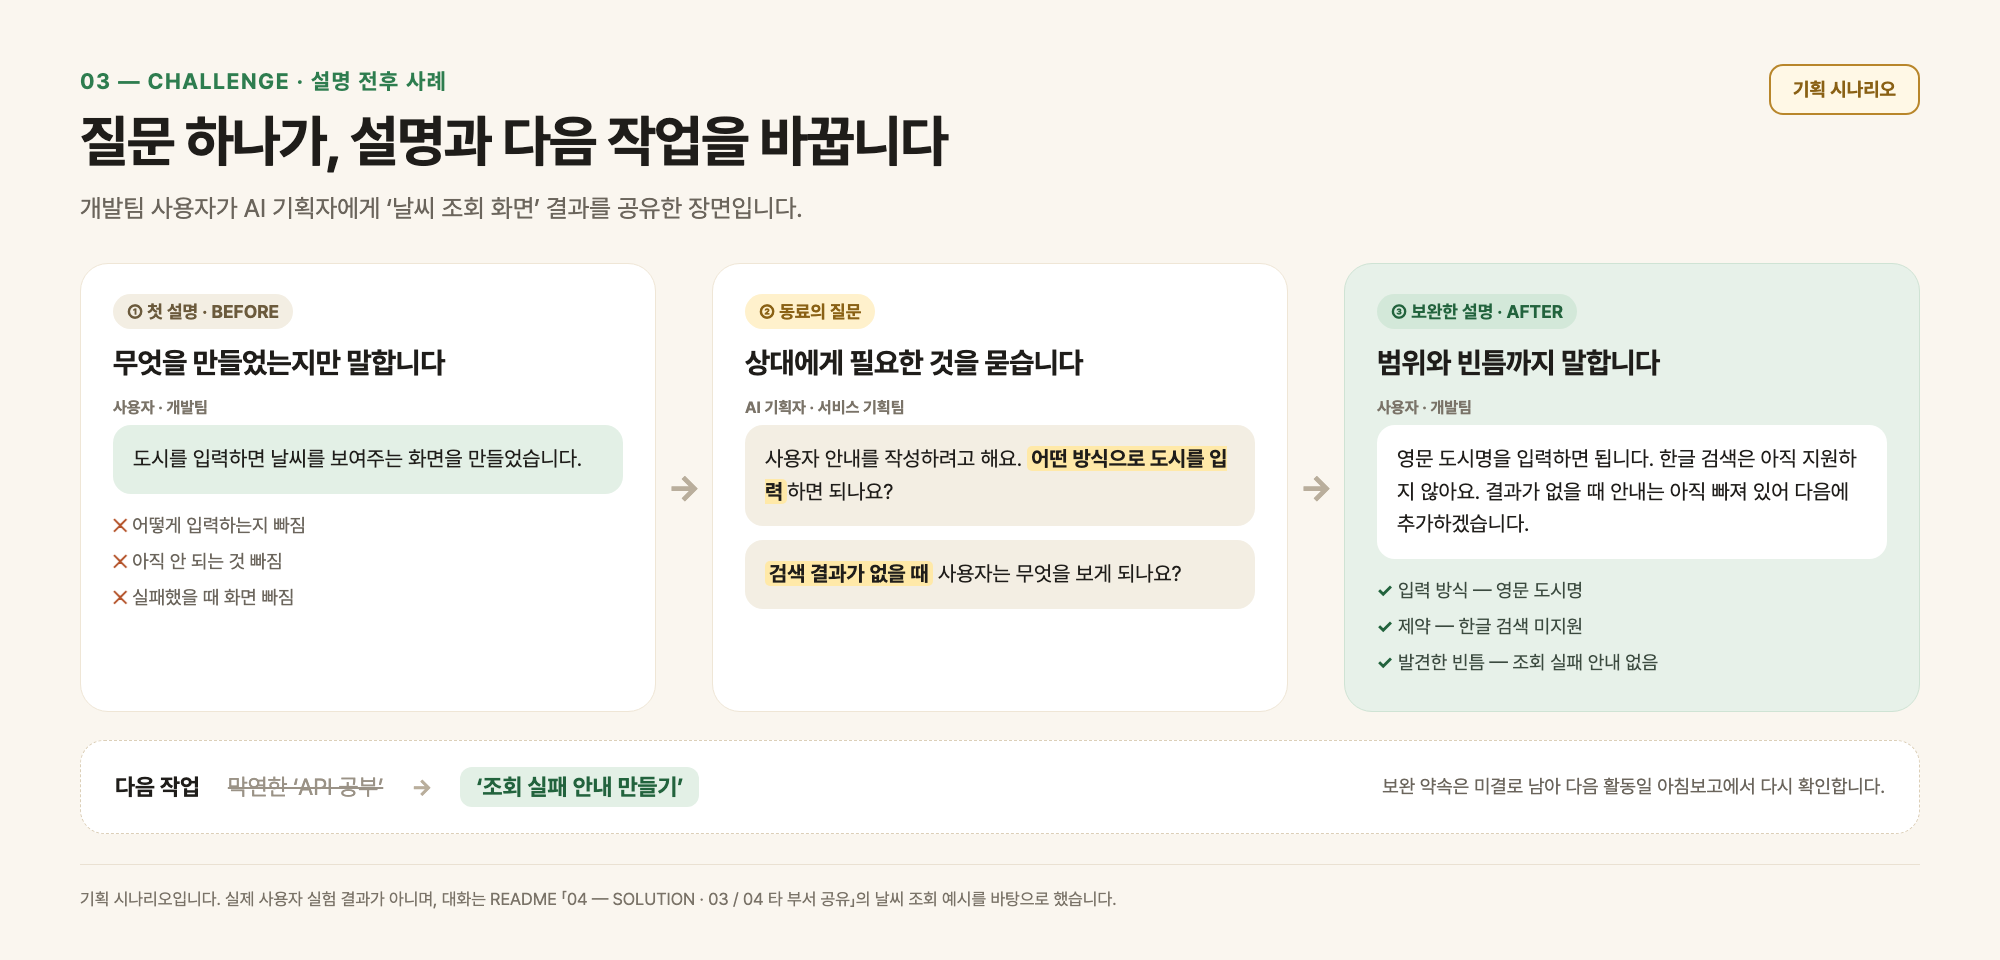 03 — CHALLENGE · 설명 전후 사례
기획 시나리오
질문 하나가, 설명과 다음 작업을 바꿉니다
개발팀 사용자가 AI 기획자에게 ‘날씨 조회 화면’ 결과를 공유한 장면입니다.
① 첫 설명 · BEFORE
무엇을 만들었는지만 말합니다
사용자 · 개발팀
도시를 입력하면 날씨를 보여주는 화면을 만들었습니다.
✕ 어떻게 입력하는지 빠짐
✕ 아직 안 되는 것 빠짐
✕ 실패했을 때 화면 빠짐
→
② 동료의 질문
상대에게 필요한 것을 묻습니다
AI 기획자 · 서비스 기획팀
사용자 안내를 작성하려고 해요. 어떤 방식으로 도시를 입
력하면 되나요?
검색 결과가 없을 때 사용자는 무엇을 보게 되나요?
→
③ 보완한 설명 · AFTER
범위와 빈틈까지 말합니다
사용자 · 개발팀
영문 도시명을 입력하면 됩니다. 한글 검색은 아직 지원하
지 않아요. 결과가 없을 때 안내는 아직 빠져 있어 다음에
추가하겠습니다.
✓ 입력 방식 — 영문 도시명
✓ 제약 — 한글 검색 미지원
✓ 발견한 빈틈 — 조회 실패 안내 없음
다음 작업 막연한 ‘API 공부’ → ‘조회 실패 안내 만들기’
보완 약속은 미결로 남아 다음 활동일 아침보고에서 다시 확인합니다.
기획 시나리오입니다. 실제 사용자 실험 결과가 아니며, 대화는 README 「04 — SOLUTION · 03 / 04 타 부서 공유」의 날씨 조회 예시를 바탕으로 했습니다.